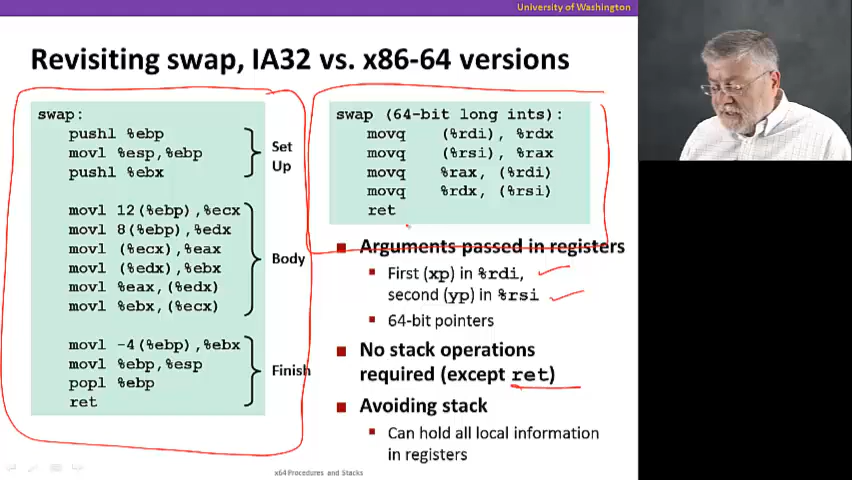 University of Washington
Revisiting swap, IA32 vs. x86-64 versions
swap:
pushl %ebp
movl %esp,%ebp
pushl %ebx
Set
Up
movl 12(%ebp),%ecx
movl 8(%ebp),%edx
movl (%ecx),%eax
movl (%edx),%ebx
movl %eax,(%edx)
movl %ebx,(%ecx)
Body
movl -4(%ebp),%ebx
movl %ebp,%esp
popl %ebp
ret
Finish
swap (64-bit long ints):
movq (%rdi), %rdx
movq (%rsi), %rax
movq %rax, (%rdi)
movq %rdx, (%rsi)
ret
Arguments passed in registers
First (xp) in %rdi,
second (yp) in %rsi
64-bit pointers
No stack operations
required (except ret)
Avoiding stack
Can hold all local information
in registers
x64 Procedures and Stacks